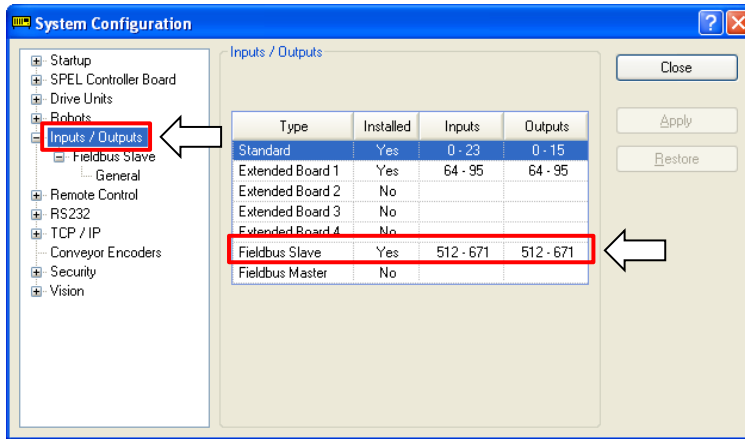 System Configuration
Startup
SPEL Controller Board
Drive Units
Robots
Inputs / Outputs
Fieldbus Slave
General
Remote Control
RS232
TCP / IP
Conveyor Encoders
Security
Vision
Inputs / Outputs
Type Installed Inputs Outputs
Standard Yes 0 - 23 0 - 15
Extended Board 1 Yes 64 - 95 64 - 95
Extended Board 2 No
Extended Board 3 No
Extended Board 4 No
Fieldbus Slave Yes 512 - 671 512 - 671
Fieldbus Master No
Close
Apply
Restore